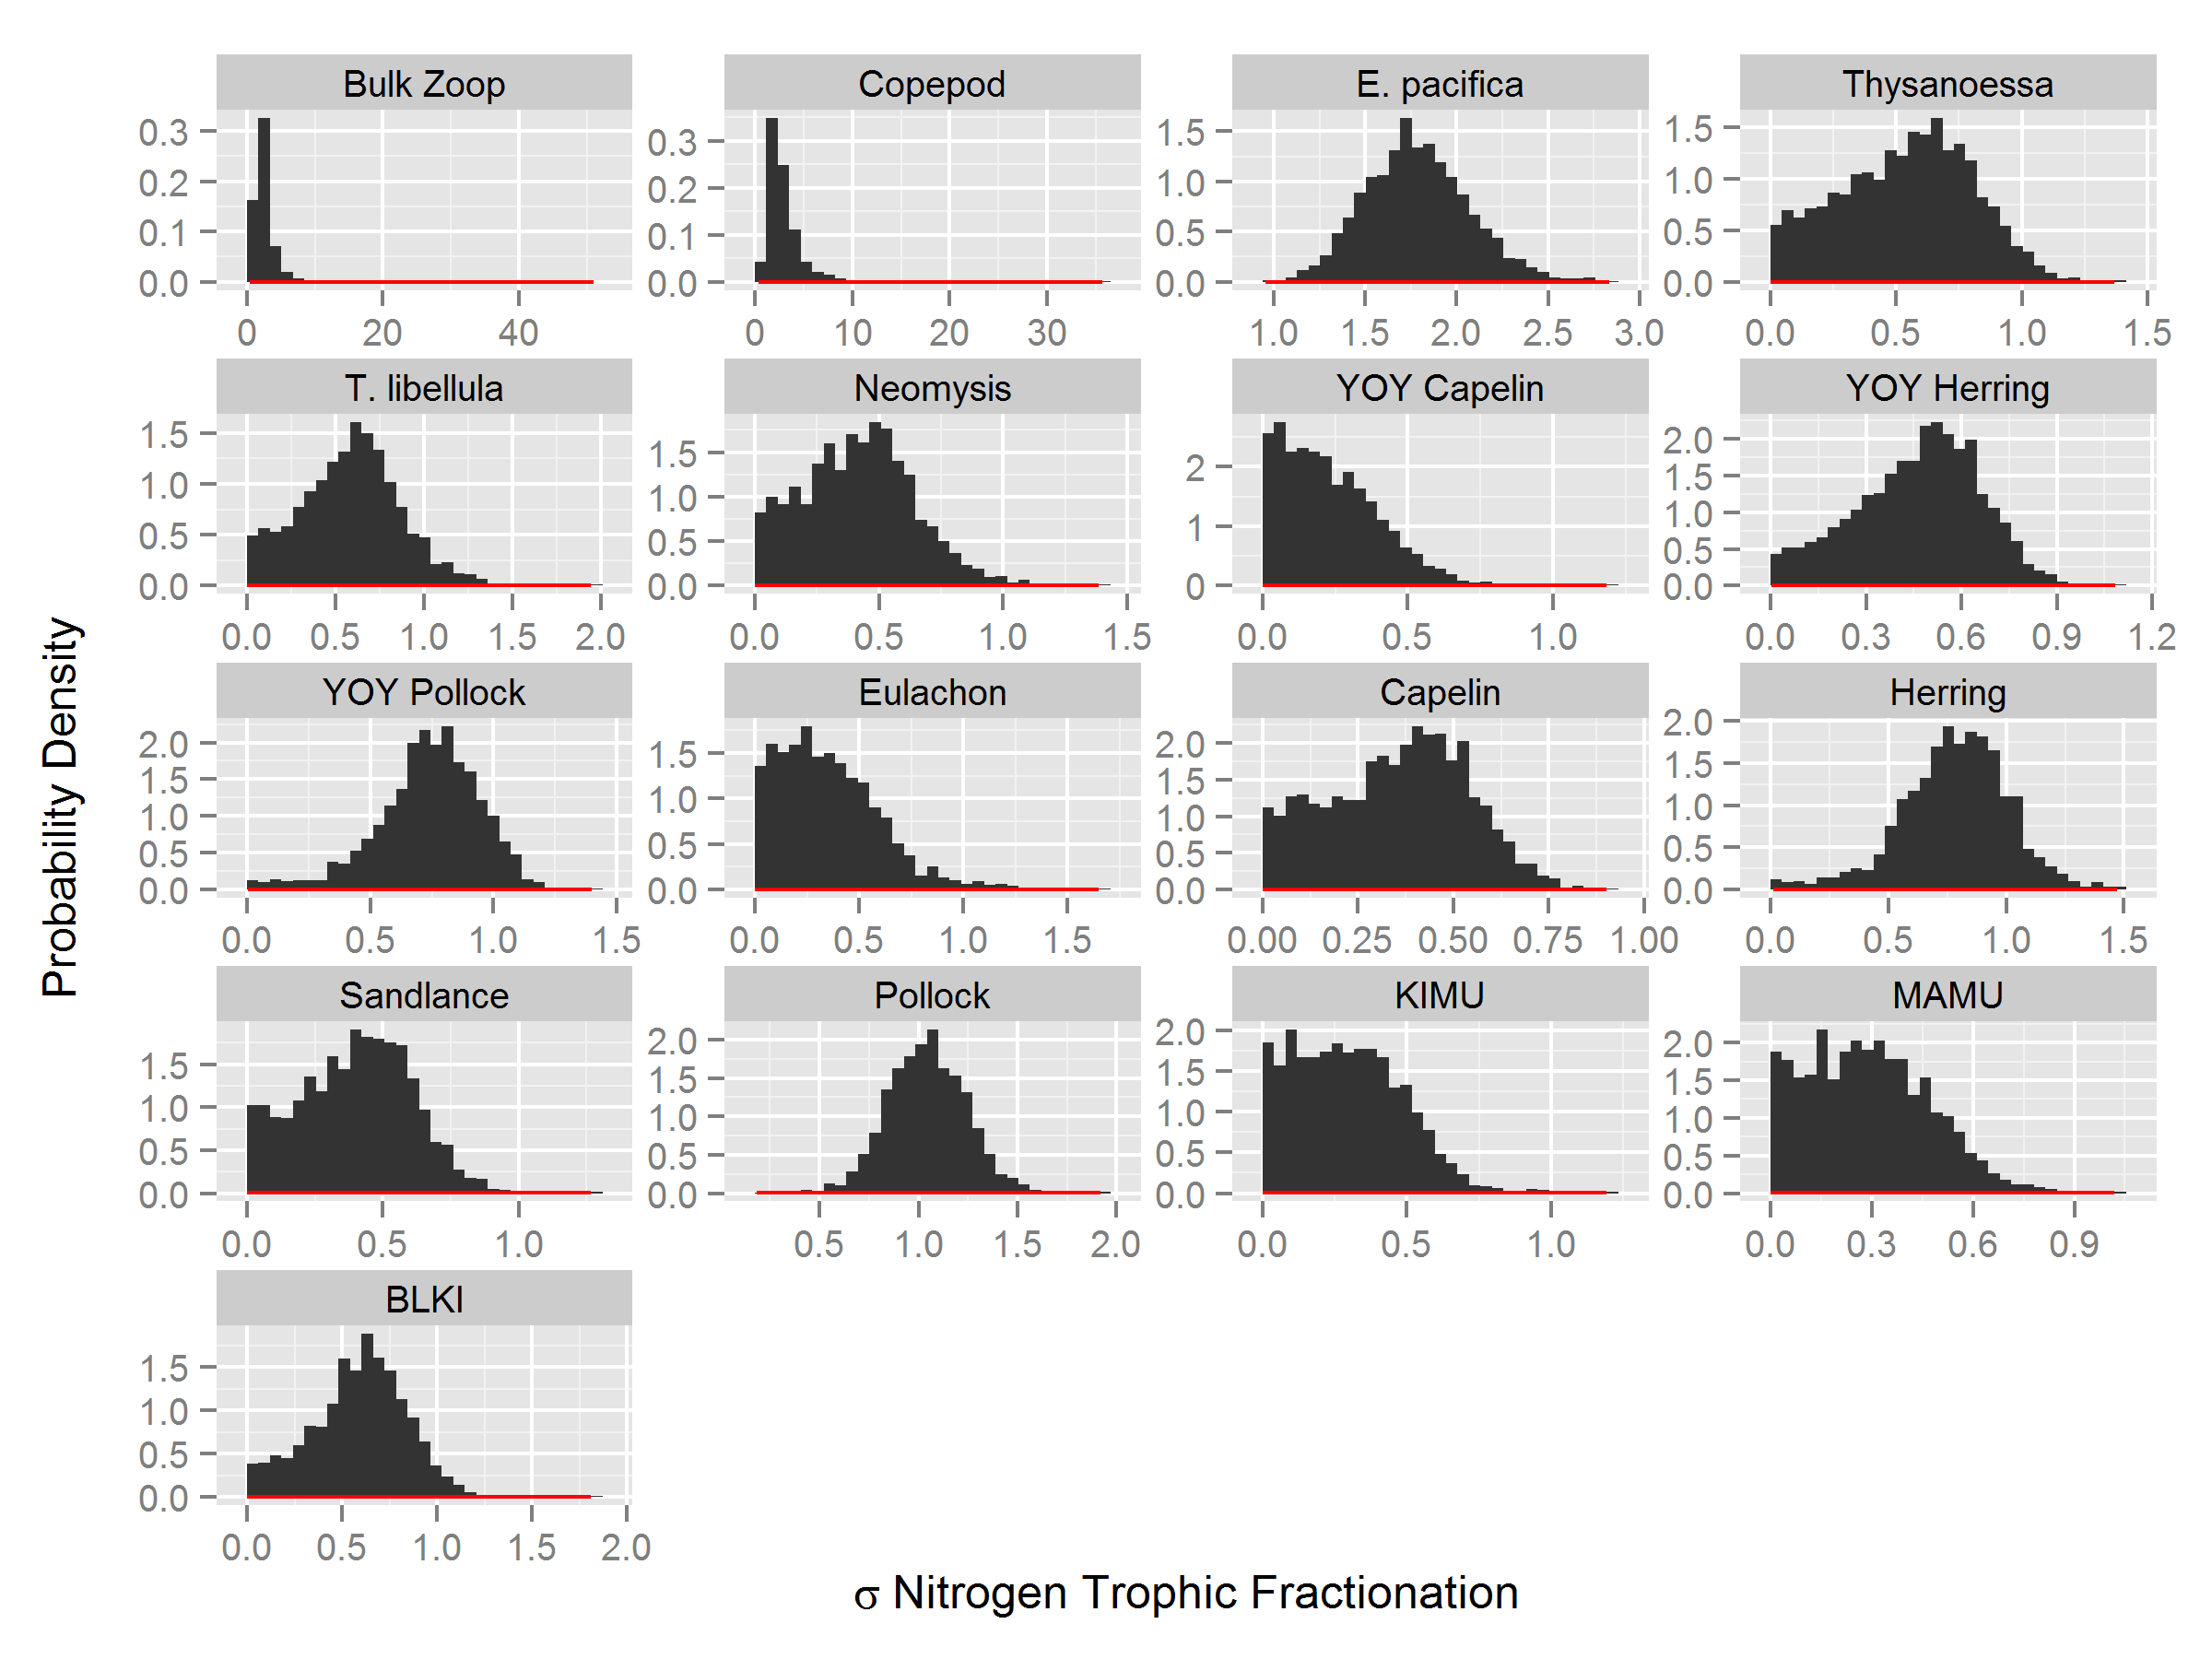 Bulk Zoop Copepod E. pacifica Thysanoessa
0.3 0.2 0.1 0.0
0.3 0.2 0.1 0.0
1.5 1.0 0.5 0.0
1.5 1.0 0.5 0.0
0 20 40
0 10 20 30
1.0 1.5 2.0 2.5 3.0
0.0 0.5 1.0 1.5
T. libellula Neomysis YOY Capelin YOY Herring
1.5 1.0 0.5 0.0
1.5 1.0 0.5 0.0
2 1 0
2.0 1.5 1.0 0.5 0.0
0.0 0.5 1.0 1.5 2.0
0.0 0.5 1.0 1.5
0.0 0.5 1.0
0.0 0.3 0.6 0.9 1.2
YOY Pollock Eulachon Capelin Herring
2.0 1.5 1.0 0.5 0.0
1.5 1.0 0.5 0.0
2.0 1.5 1.0 0.5 0.0
2.0 1.5 1.0 0.5 0.0
0.0 0.5 1.0 1.5
0.0 0.5 1.0 1.5
0.00 0.25 0.50 0.75 1.00
0.0 0.5 1.0 1.5
Sandlance Pollock KIMU MAMU
1.5 1.0 0.5 0.0
2.0 1.5 1.0 0.5 0.0
2.0 1.5 1.0 0.5 0.0
2.0 1.5 1.0 0.5 0.0
0.0 0.5 1.0
0.5 1.0 1.5 2.0
0.0 0.5 1.0
0.0 0.3 0.6 0.9
BLKI
1.5 1.0 0.5 0.0
0.0 0.5 1.0 1.5 2.0
Probability Density
σ Nitrogen Trophic Fractionation